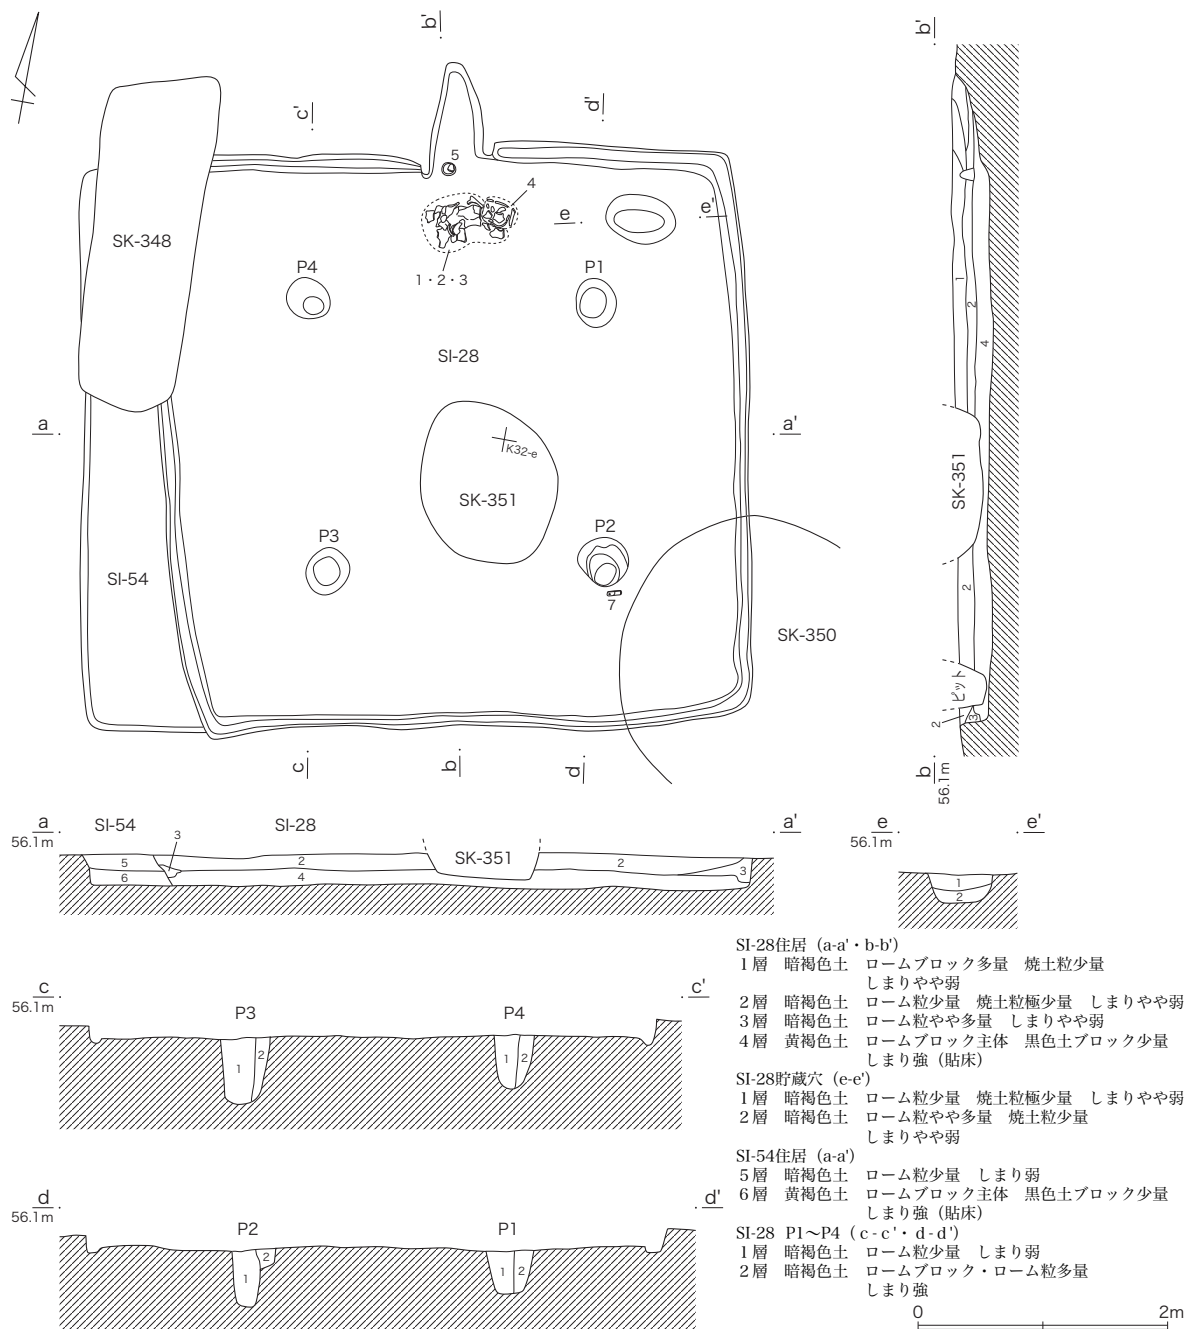 b'
b'
c'
d'
5
4
SK-348
e
e'
1・2・3
P4
P1
1
2
SI-28
4
a
a'
K32-e
SK-351
SK-351
P3
P2
SI-54
7
2
SK-350
ピット
3
2
c
b
d
b
56.1m
a
SI-54
SI-28
a'
e
e'
56.1m
3
56.1m
5
2
SK-351
2
3
6
4
1
2
SI-28住居（a-a'・b-b'）
1層 暗褐色土 ロームブロック多量 焼土粒少量
しまりやや弱
2層 暗褐色土 ローム粒少量 焼土粒極少量 しまりやや弱
3層 暗褐色土 ローム粒やや多量 しまりやや弱
4層 黄褐色土 ロームブロック主体 黒色土ブロック少量
しまり強（貼床）
SI-28貯蔵穴（e-e'）
1層 暗褐色土 ローム粒少量 焼土粒極少量 しまりやや弱
2層 暗褐色土 ローム粒やや多量 焼土粒少量
しまりやや弱
SI-54住居（a-a'）
5層 暗褐色土 ローム粒少量 しまり弱
6層 黄褐色土 ロームブロック主体 黒色土ブロック少量
しまり強（貼床）
SI-28 P1〜P4（c-c'・d-d'）
1層 暗褐色土 ローム粒少量 しまり弱
2層 暗褐色土 ロームブロック・ローム粒多量
しまり強
c
c'
56.1m
P3
P4
1
2
1
2
d
d'
56.1m
P2
P1
1
2
1
2
0
2m